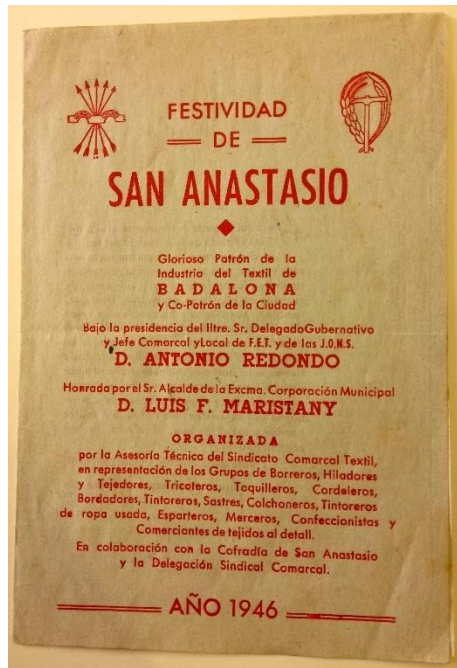 FESTIVIDAD
DE
SAN ANASTASIO
Glorioso Patrón de la
Industria del Textil de
BADALONA
y Co-Patrón de la Ciudad
Bajo la presidencia del Iltre. Sr. Delegado Gubernativo
y Jefe Comarcal y Local de F.E.T. y de las J.O.N.S.
D. ANTONIO REDONDO
Honrada por el Sr. Alcalde de la Excma. Corporación Municipal
D. LUIS F. MARISTANY
ORGANIZADA
por la Asesoría Técnica del Sindicato Comarcal Textil,
en representación de los Grupos de Borreros, Hiladores
y Tejedores, Tricoteros, Toquilleros, Cordeleros,
Bordadores, Tintoreros, Sastres, Colchoneros, Tintoreros
de ropa usada, Esparteros, Merceros, Confeccionistas y
Comerciantes de tejidos al detall.
En colaboración con la Cofradía de San Anastasio
y la Delegación Sindical Comarcal.
AÑO 1946